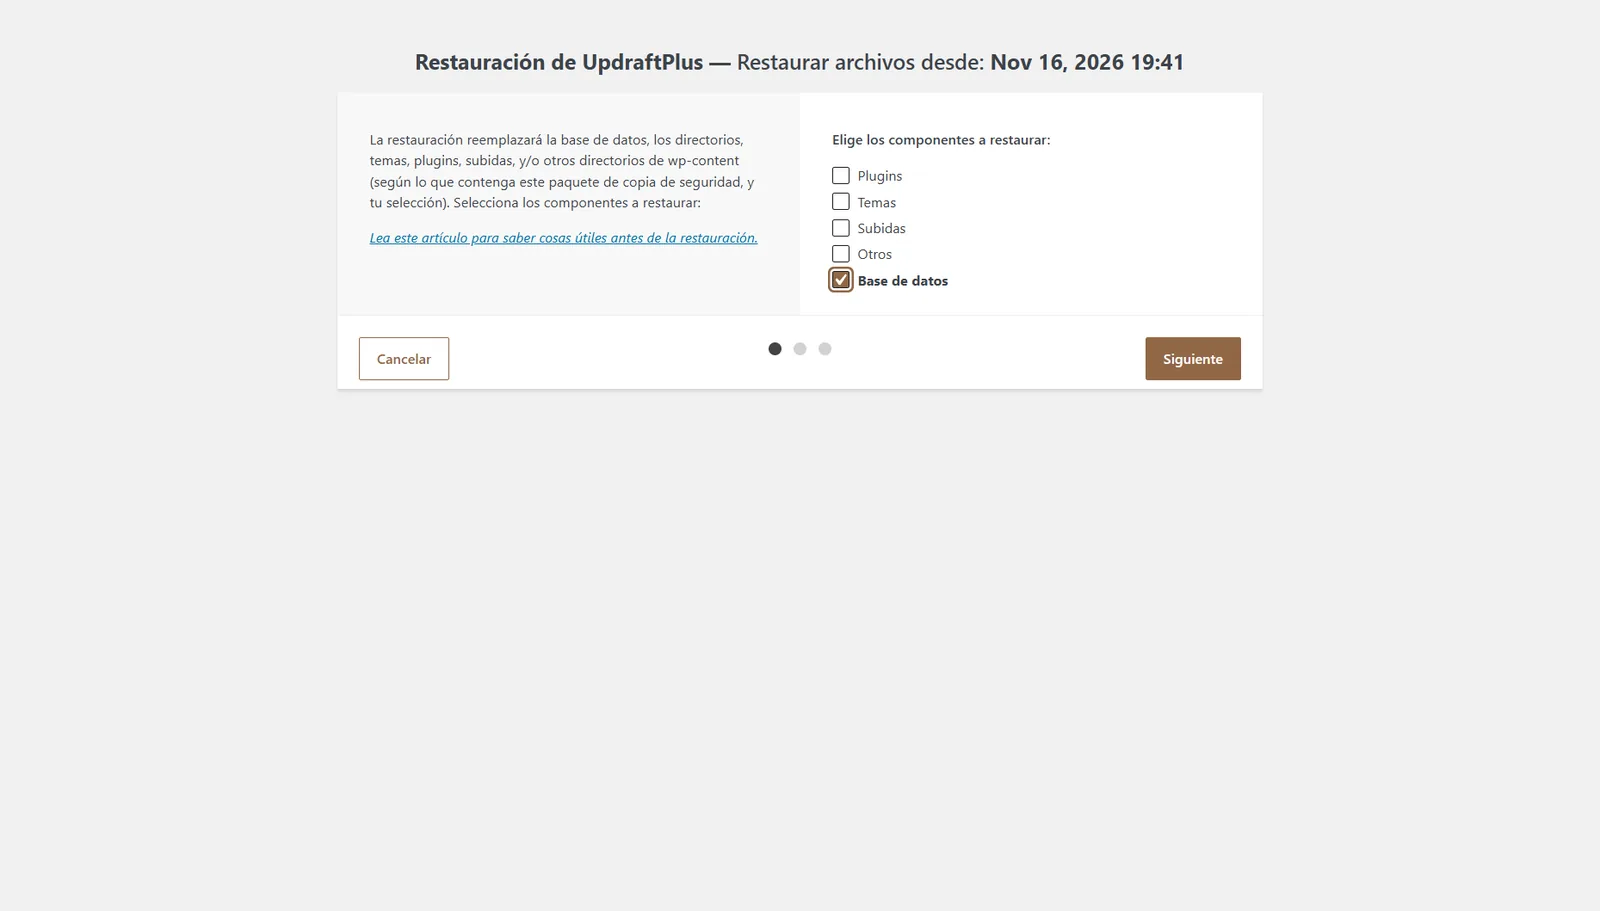 Restauración de UpdraftPlus — Restaurar archivos desde: Nov 16, 2026 19:41
La restauración reemplazará la base de datos, los directorios,
temas, plugins, subidas, y/o otros directorios de wp-content
(según lo que contenga este paquete de copia de seguridad, y
tu selección). Selecciona los componentes a restaurar:
Lea este artículo para saber cosas útiles antes de la restauración.
Elige los componentes a restaurar:
Plugins
Temas
Subidas
Otros
Base de datos
Cancelar
Siguiente